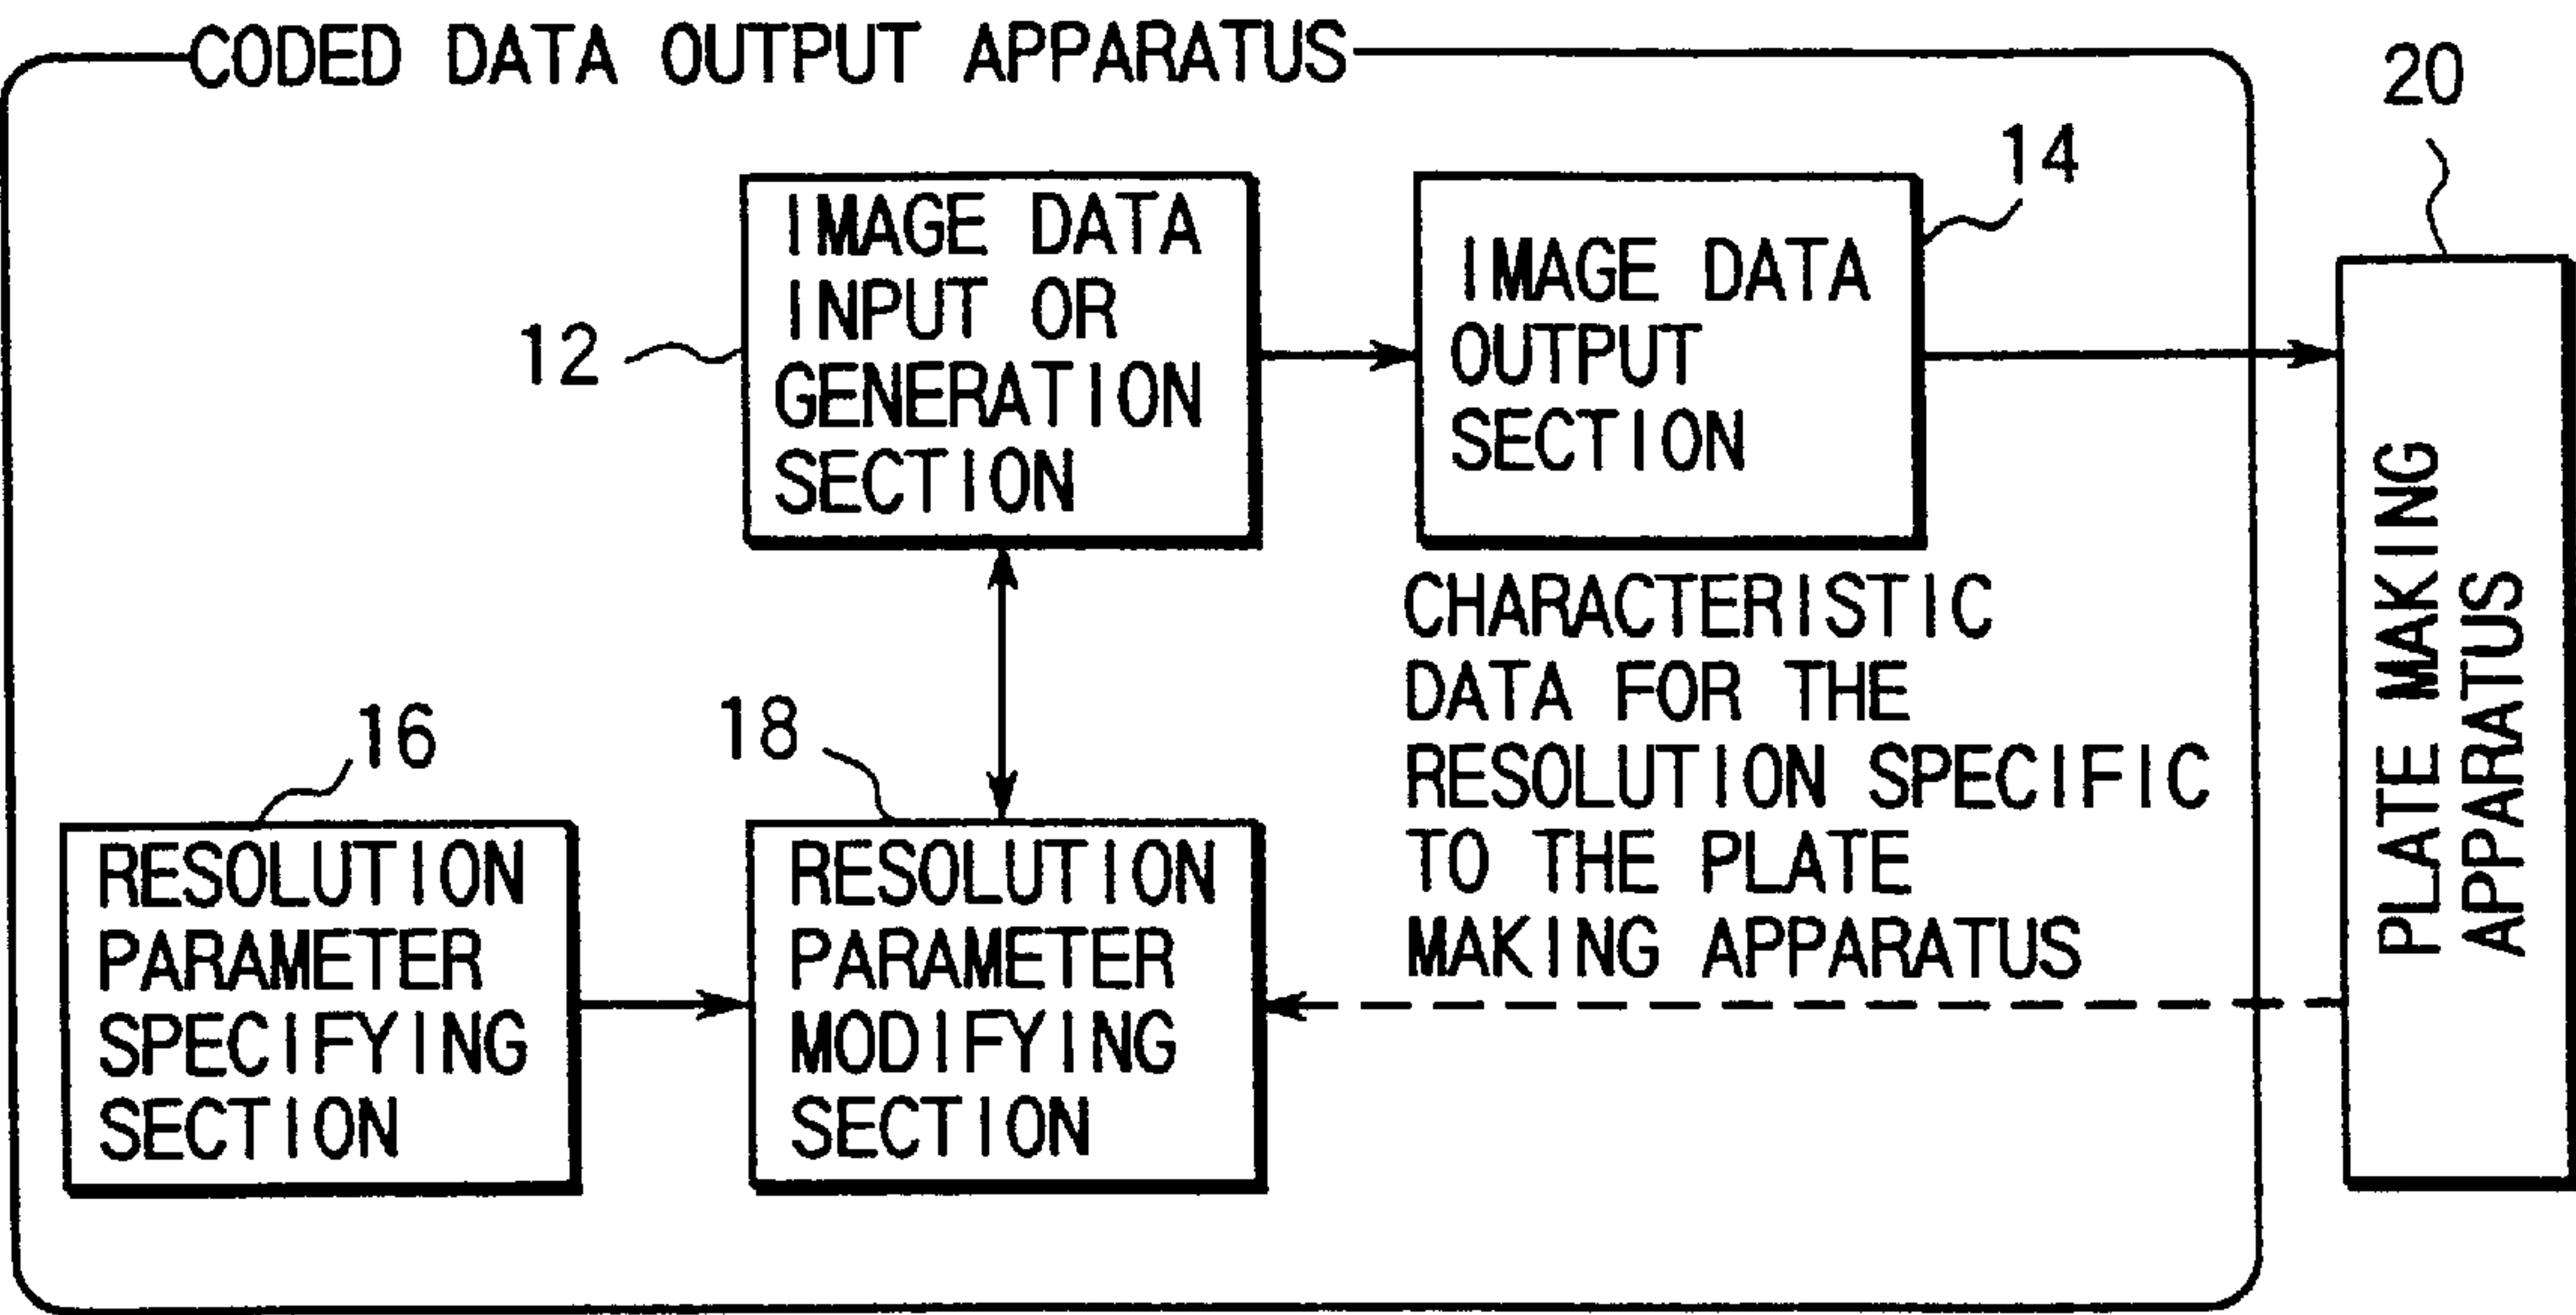 CODED DATA OUTPUT APPARATUS
20
14
IMAGE DATA
INPUT OR
GENERATION
SECTION
12
IMAGE DATA
OUTPUT
SECTION
PLATE MAKING
APPARATUS
CHARACTERISTIC
DATA FOR THE
RESOLUTION SPECIFIC
TO THE PLATE
MAKING APPARATUS
16
18
RESOLUTION
PARAMETER
SPECIFYING
SECTION
RESOLUTION
PARAMETER
MODIFYING
SECTION